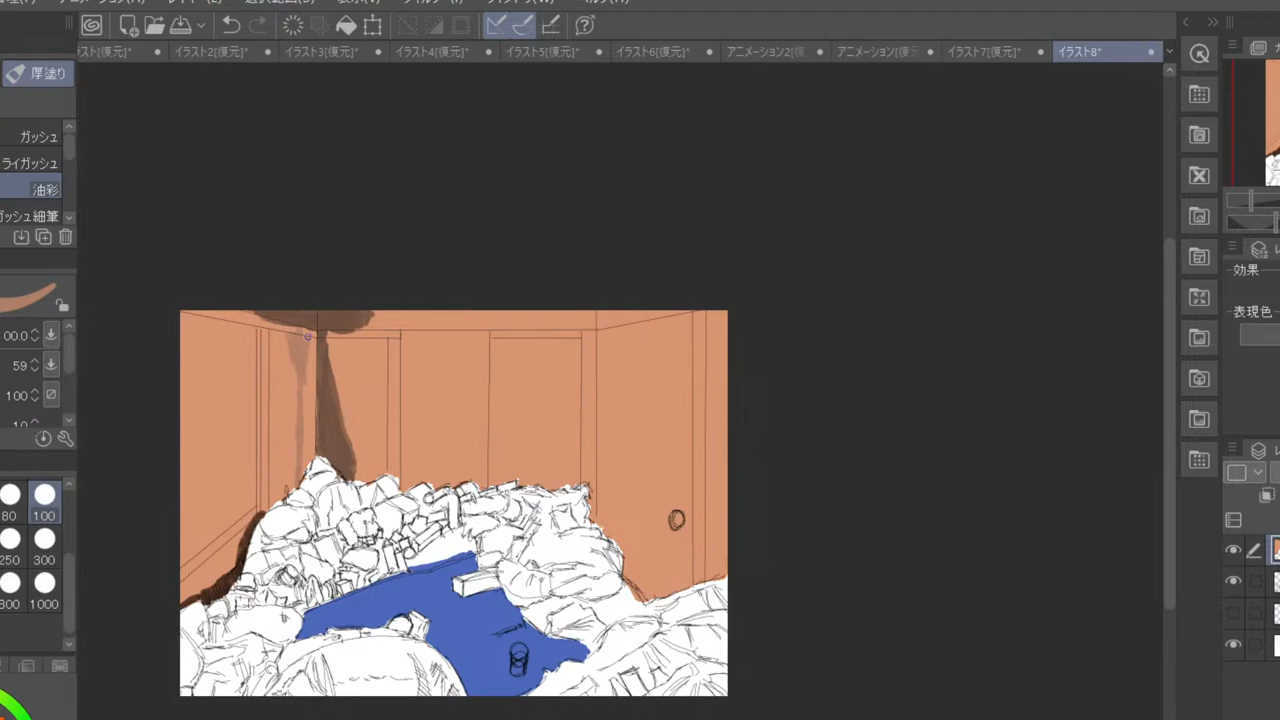 スト[復元]*
イラスト2[復元]*
イラスト3[復元]*
イラスト4[復元]*
イラスト5[復元]*
イラスト6[復元]*
アニメーション2[復
アニメーション[復元
イラスト7[復元]*
イラスト8*
厚塗り
ガッシュ
ライガッシュ
油彩
ガッシュ細筆
00.0
59
100
80
100
250
300
600
1000
効果
表現色